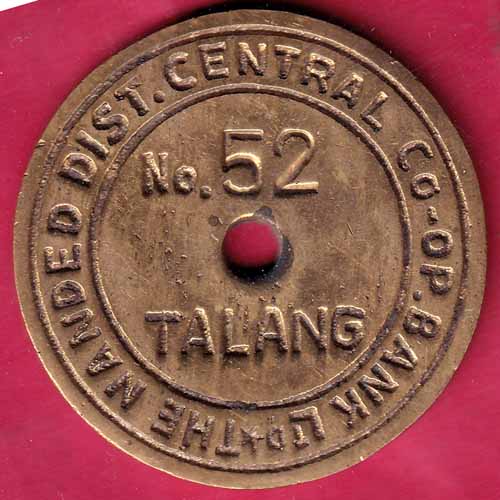 THE NANDED DIST. CENTRAL CO-OP. BANK LTD
No. 52
TALANG